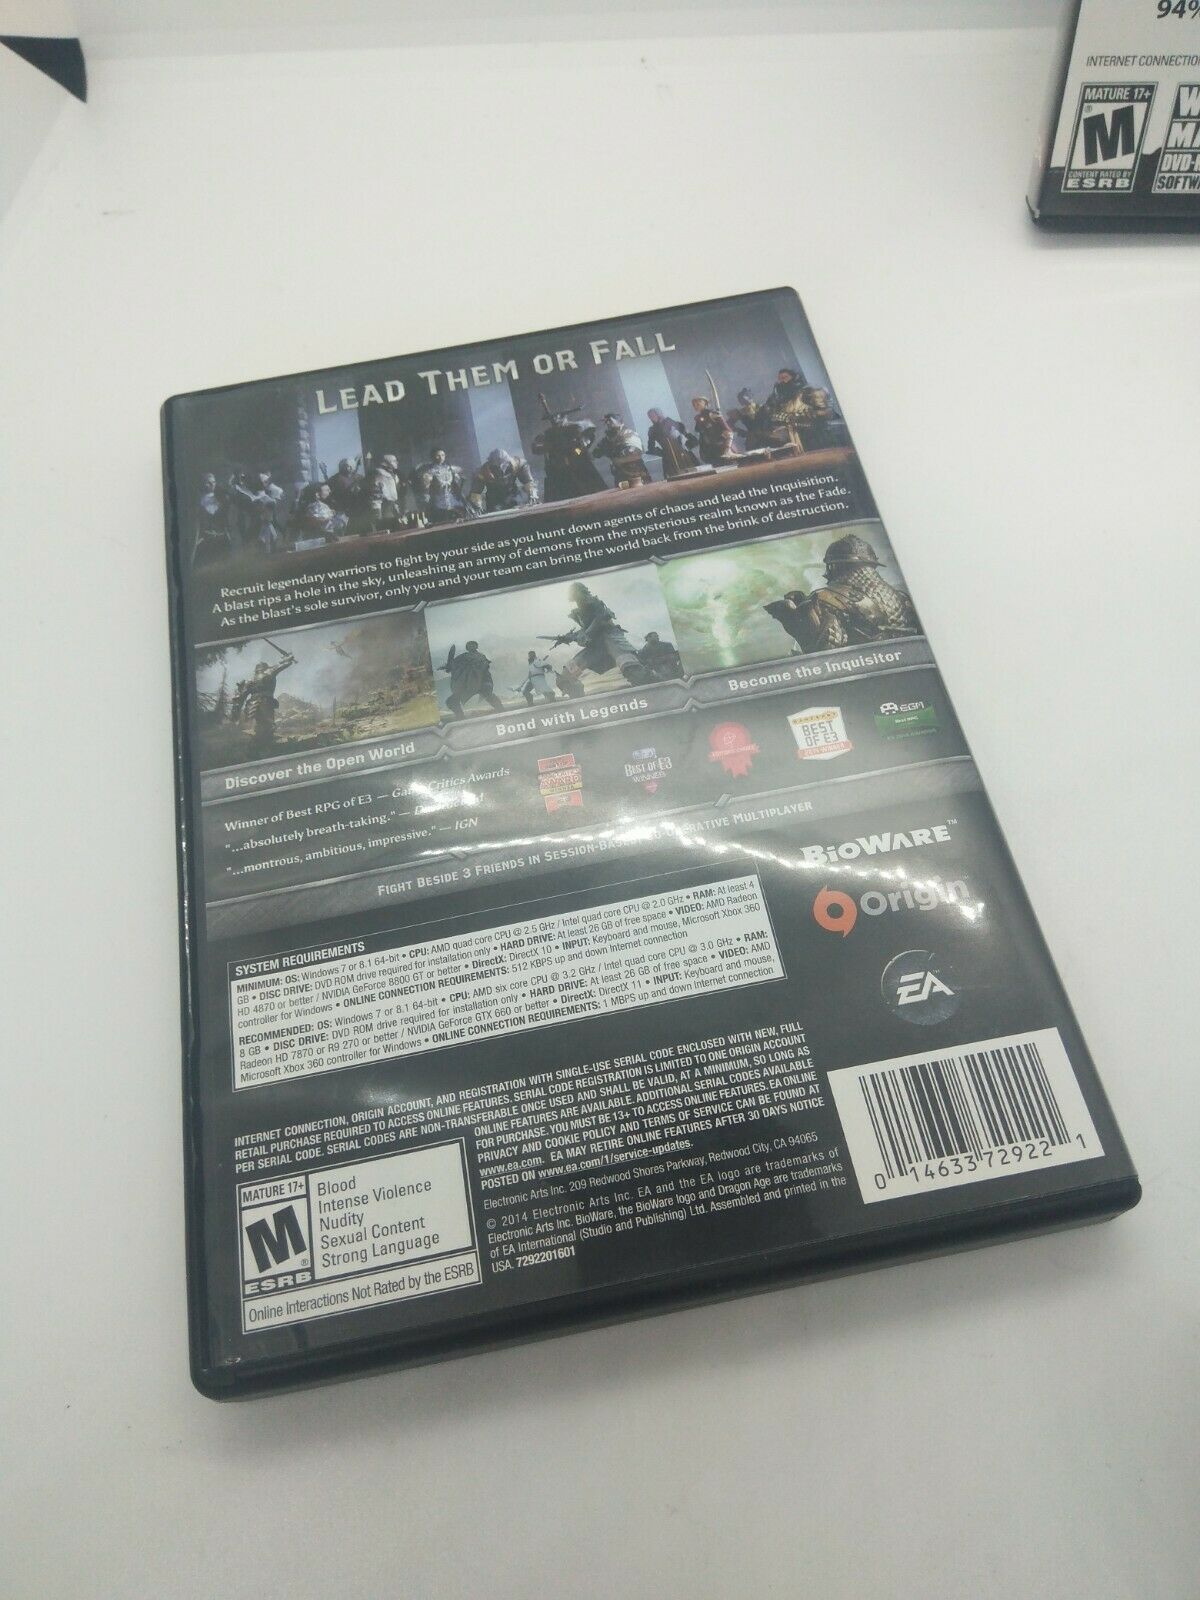 94%
INTERNET CONNECTIO
MATURE 17+
M
CONTENT RATED BY
ESRB
DVD-
SOFTW
LEAD THEM OR FALL
Recruit legendary warriors to fight by your side as you hunt down agents of chaos and lead the Inquisition.
A blast rips a hole in the sky, unleashing an army of demons from the mysterious realm known as the Fade.
As the blast's sole survivor, only you and your team can bring the world back from the brink of destruction.
Discover the Open World
Bond with Legends
Become the Inquisitor
Winner of Best RPG of E3 — Game Critics Awards
"...absolutely breath-taking." —
"...montrous, ambitious, impressive." — IGN
BEST OF E3
WINNER
BEST
OF E3
EGM
FIGHT BESIDE 3 FRIENDS IN SESSION-BASED CO-OPERATIVE MULTIPLAYER
BIOWARE™
Origin
EA
SYSTEM REQUIREMENTS
MINIMUM: OS: Windows 7 or 8.1 64-bit • CPU: AMD quad core CPU @ 2.5 GHz / Intel quad core CPU @ 2.0 GHz • RAM: At least 4
GB • DISC DRIVE: DVD ROM drive required for installation only • HARD DRIVE: At least 26 GB of free space • VIDEO: AMD Radeon
HD 4870 or better / NVIDIA GeForce 8800 GT or better • DirectX: DirectX 10 • INPUT: Keyboard and mouse, Microsoft Xbox 360
controller for Windows • ONLINE CONNECTION REQUIREMENTS: 512 KBPS up and down Internet connection
RECOMMENDED: OS: Windows 7 or 8.1 64-bit • CPU: AMD six core CPU @ 3.2 GHz / Intel quad core CPU @ 3.0 GHz • RAM:
8 GB • DISC DRIVE: DVD ROM drive required for installation only • HARD DRIVE: At least 26 GB of free space • VIDEO: AMD
Radeon HD 7870 or R9 270 or better / NVIDIA GeForce GTX 660 or better • DirectX: DirectX 11 • INPUT: Keyboard and mouse,
Microsoft Xbox 360 controller for Windows • ONLINE CONNECTION REQUIREMENTS: 1 MBPS up and down Internet connection
INTERNET CONNECTION, ORIGIN ACCOUNT, AND REGISTRATION WITH SINGLE-USE SERIAL CODE ENCLOSED WITH NEW, FULL
RETAIL PURCHASE REQUIRED TO ACCESS ONLINE FEATURES. SERIAL CODE REGISTRATION IS LIMITED TO ONE ORIGIN ACCOUNT
PER SERIAL CODE. SERIAL CODES ARE NON-TRANSFERABLE ONCE USED AND SHALL BE VALID, AT A MINIMUM, SO LONG AS
ONLINE FEATURES ARE AVAILABLE. ADDITIONAL SERIAL CODES AVAILABLE
FOR PURCHASE. YOU MUST BE 13+ TO ACCESS ONLINE FEATURES. EA ONLINE
PRIVACY AND COOKIE POLICY AND TERMS OF SERVICE CAN BE FOUND AT
www.ea.com. EA MAY RETIRE ONLINE FEATURES AFTER 30 DAYS NOTICE
POSTED ON www.ea.com/1/service-updates.
Electronic Arts Inc. 209 Redwood Shores Parkway, Redwood City, CA 94065
© 2014 Electronic Arts Inc. EA and the EA logo are trademarks of
Electronic Arts Inc. BioWare, the BioWare logo and Dragon Age are trademarks
of EA International (Studio and Publishing) Ltd. Assembled and printed in the
USA. 7292201601
MATURE 17+
M
ESRB
Blood
Intense Violence
Nudity
Sexual Content
Strong Language
Online Interactions Not Rated by the ESRB
0 14633 72922 1